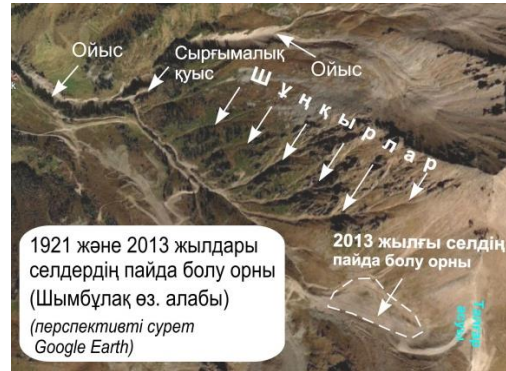 Ойыс
Сырғымалық
қуыс
Ойыс
Шұңқырлар
2013 жылғы селдің
пайда болу орны
1921 және 2013 жылдары
селдердің пайда болу орны
(Шымбұлақ өз. алабы)
(перспективті сурет
Google Earth)